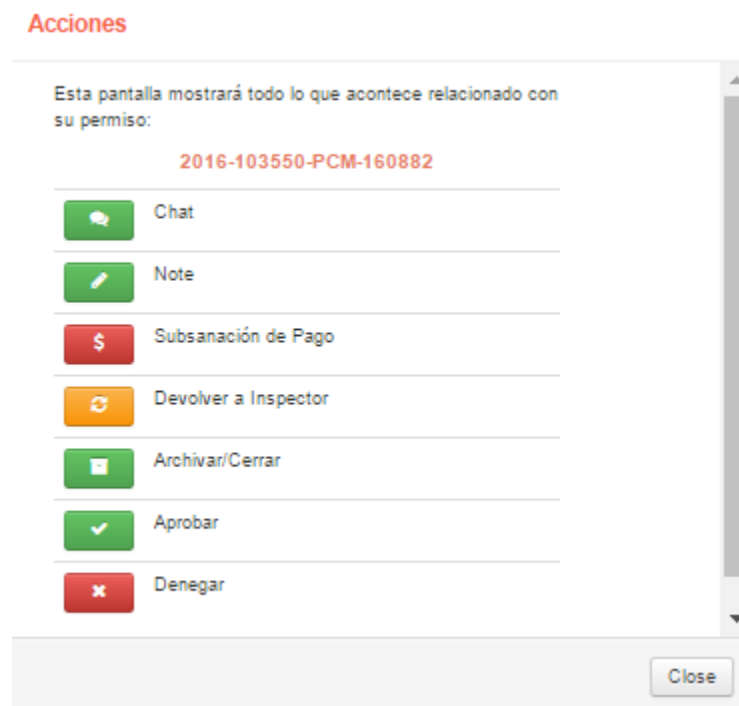 Acciones
Esta pantalla mostrará todo lo que acontece relacionado con
su permiso:
2016-103550-PCM-160882
Chat
Note
$ Subsanación de Pago
Devolver a Inspector
Archivar/Cerrar
Aprobar
Denegar
Close